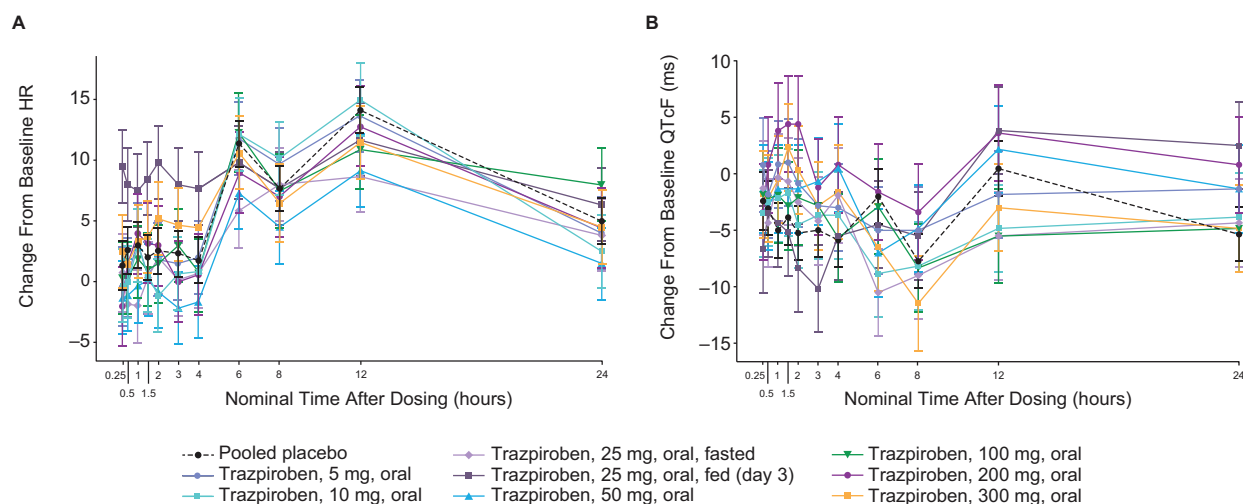 A
Change From Baseline HR
15
10
5
0
–5
0.25
0.5
1
1.5
2
3
4
6
8
12
24
Nominal Time After Dosing (hours)
B
Change From Baseline QTcF (ms)
10
5
0
–5
–10
–15
0.25
0.5
1
1.5
2
3
4
6
8
12
24
Nominal Time After Dosing (hours)
Pooled placebo
Trazpiroben, 5 mg, oral
Trazpiroben, 10 mg, oral
Trazpiroben, 25 mg, oral, fasted
Trazpiroben, 25 mg, oral, fed (day 3)
Trazpiroben, 50 mg, oral
Trazpiroben, 100 mg, oral
Trazpiroben, 200 mg, oral
Trazpiroben, 300 mg, oral